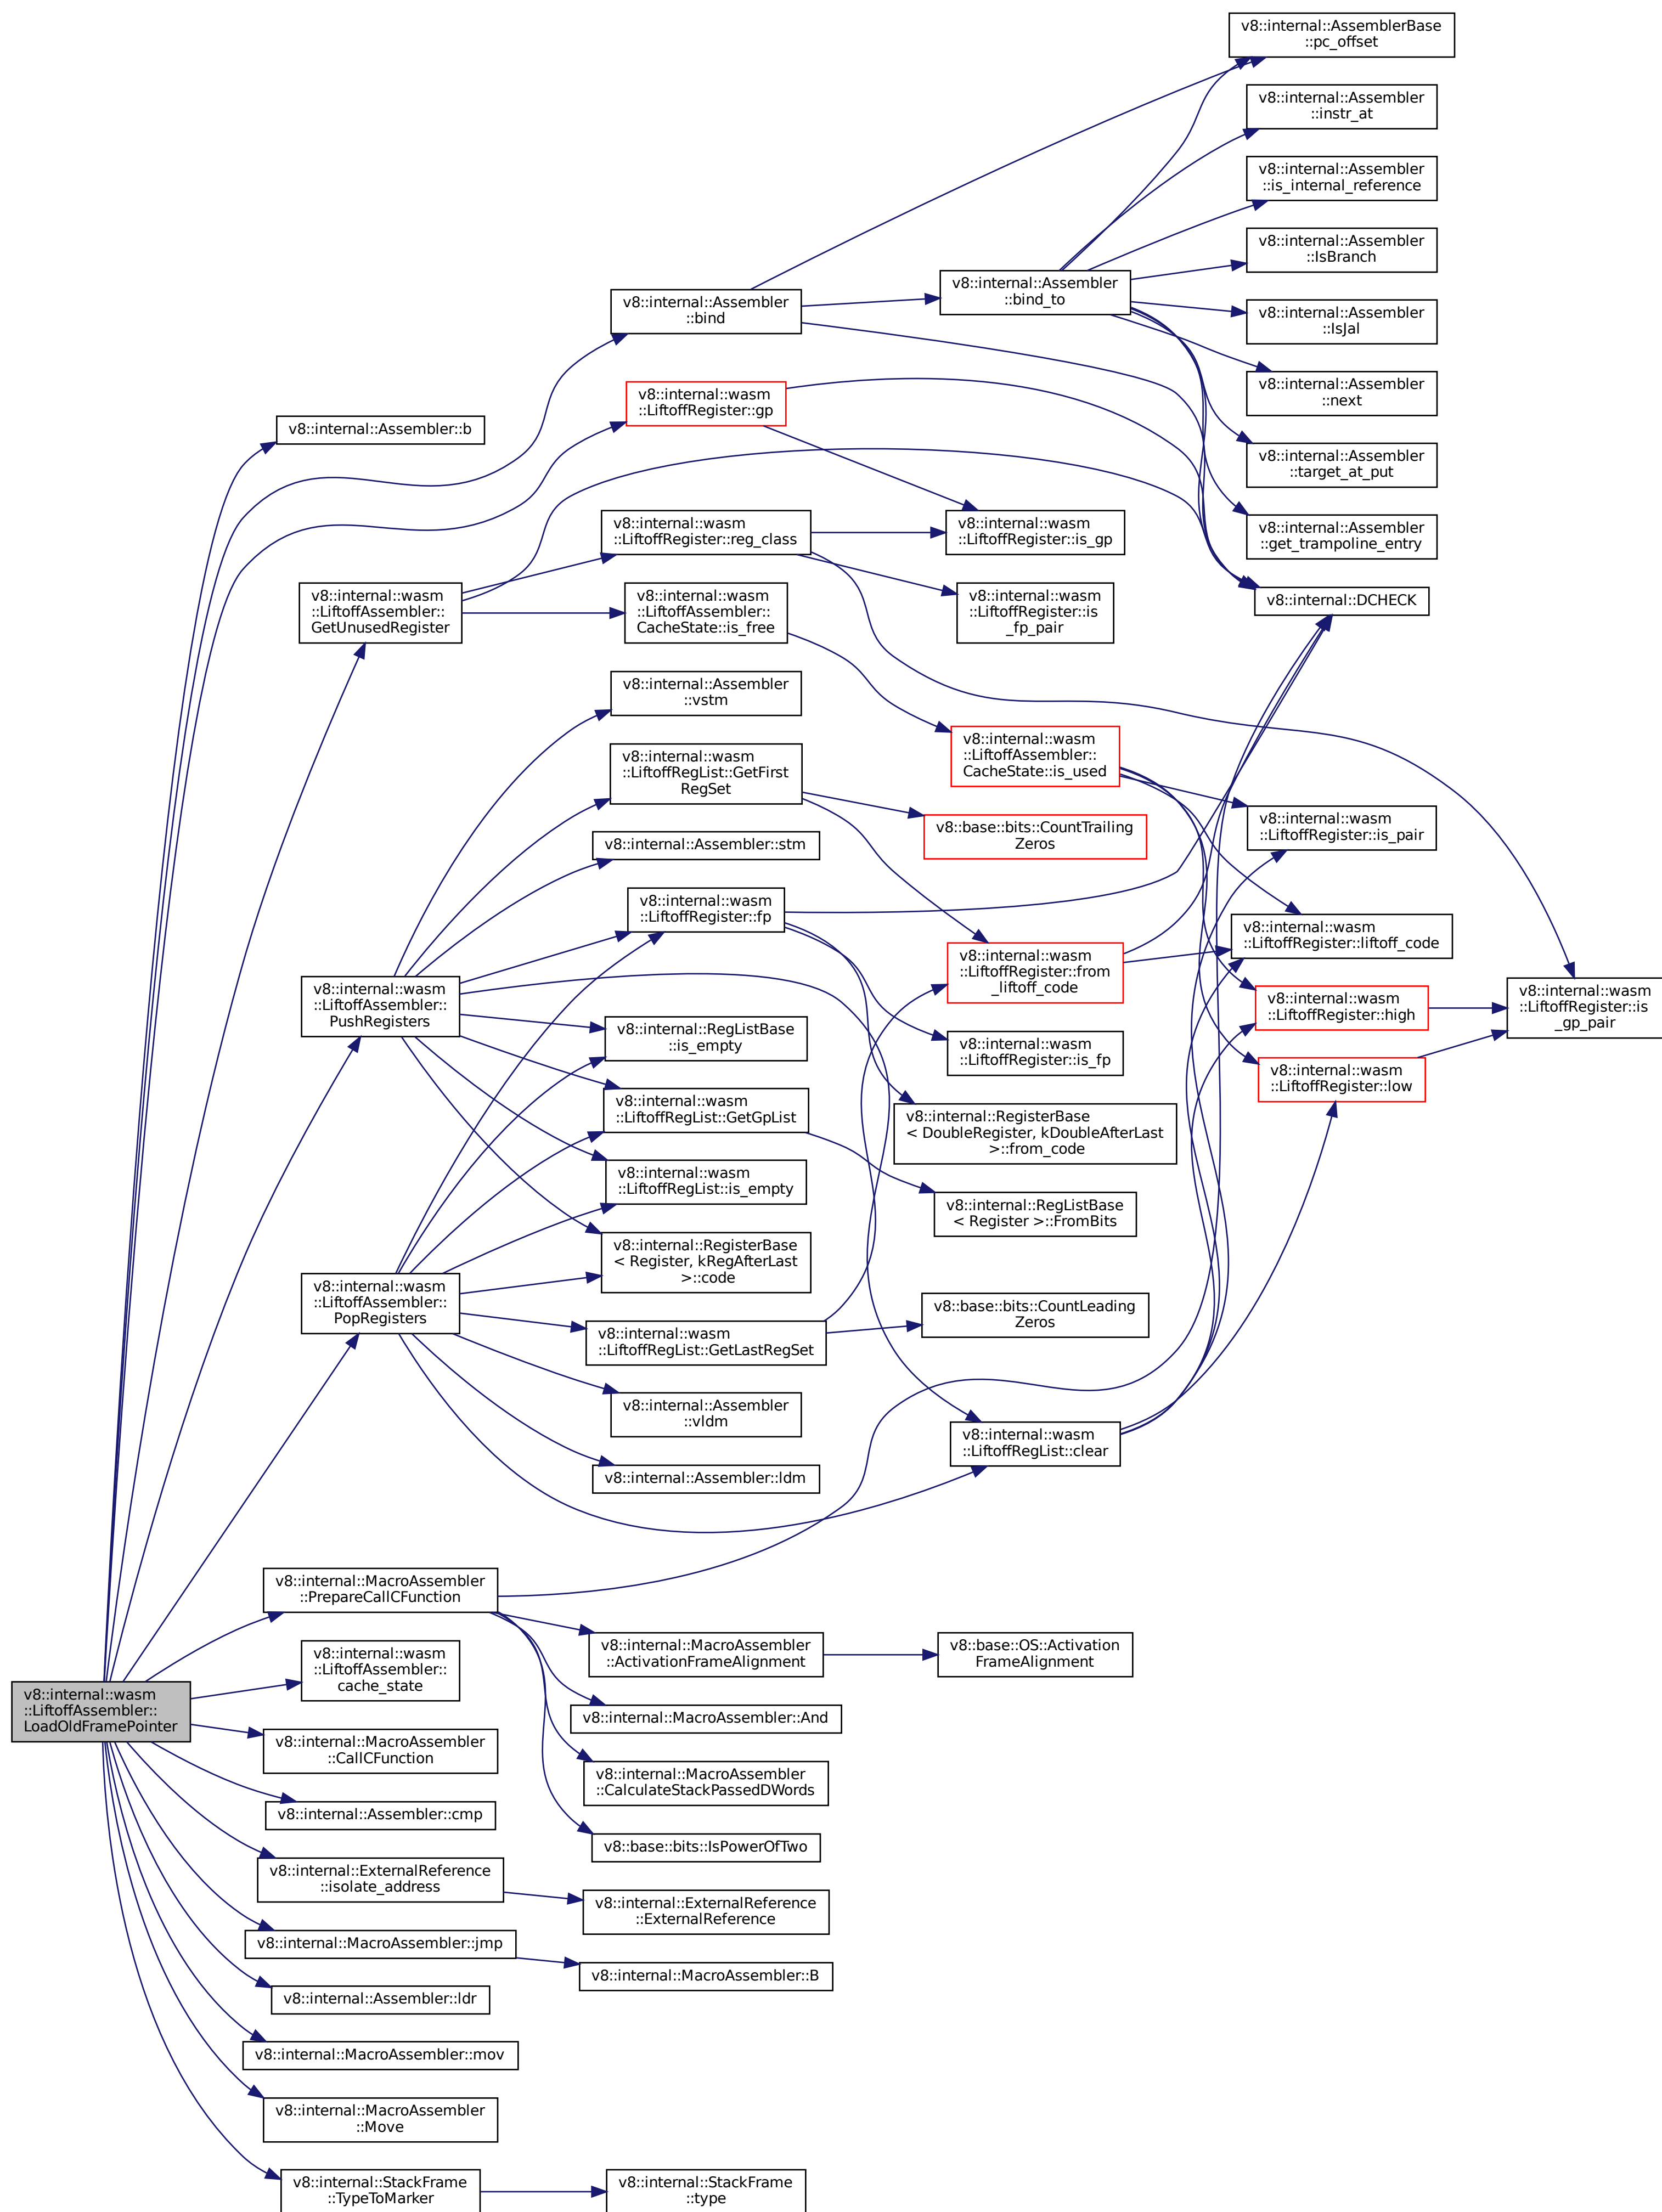 v8::internal::AssemblerBase
::pc_offset
v8::internal::Assembler
::instr_at
v8::internal::Assembler
::is_internal_reference
v8::internal::Assembler
::IsBranch
v8::internal::Assembler
::bind_to
v8::internal::Assembler
::bind
v8::internal::Assembler
::IsJal
v8::internal::Assembler
::next
v8::internal::wasm
::LiftoffRegister::gp
v8::internal::Assembler::b
v8::internal::Assembler
::target_at_put
v8::internal::wasm
::LiftoffRegister::reg_class
v8::internal::wasm
::LiftoffRegister::is_gp
v8::internal::Assembler
::get_trampoline_entry
v8::internal::wasm
::LiftoffAssembler::
GetUnusedRegister
v8::internal::wasm
::LiftoffAssembler::
CacheState::is_free
v8::internal::wasm
::LiftoffRegister::is
_fp_pair
v8::internal::DCHECK
v8::internal::Assembler
::vstm
v8::internal::wasm
::LiftoffRegList::GetFirst
RegSet
v8::internal::wasm
::LiftoffAssembler::
CacheState::is_used
v8::internal::wasm
::LiftoffRegister::is_pair
v8::base::bits::CountTrailing
Zeros
v8::internal::Assembler::stm
v8::internal::wasm
::LiftoffRegister::fp
v8::internal::wasm
::LiftoffRegister::liftoff_code
v8::internal::wasm
::LiftoffRegister::from
_liftoff_code
v8::internal::wasm
::LiftoffAssembler::
PushRegisters
v8::internal::wasm
::LiftoffRegister::high
v8::internal::wasm
::LiftoffRegister::is
_gp_pair
v8::internal::RegListBase
::is_empty
v8::internal::wasm
::LiftoffRegister::is_fp
v8::internal::wasm
::LiftoffRegister::low
v8::internal::wasm
::LiftoffRegList::GetGpList
v8::internal::RegisterBase
< DoubleRegister, kDoubleAfterLast
>::from_code
v8::internal::wasm
::LiftoffRegList::is_empty
v8::internal::RegListBase
< Register >::FromBits
v8::internal::RegisterBase
< Register, kRegAfterLast
>::code
v8::internal::wasm
::LiftoffAssembler::
PopRegisters
v8::internal::wasm
::LiftoffRegList::GetLastRegSet
v8::base::bits::CountLeading
Zeros
v8::internal::Assembler
::vldm
v8::internal::wasm
::LiftoffRegList::clear
v8::internal::Assembler::ldm
v8::internal::MacroAssembler
::PrepareCallCFunction
v8::internal::MacroAssembler
::ActivationFrameAlignment
v8::base::OS::Activation
FrameAlignment
v8::internal::wasm
::LiftoffAssembler::
cache_state
v8::internal::wasm
::LiftoffAssembler::
LoadOldFramePointer
v8::internal::MacroAssembler::And
v8::internal::MacroAssembler
::CallCFunction
v8::internal::MacroAssembler
::CalculateStackPassedDWords
v8::internal::Assembler::cmp
v8::base::bits::IsPowerOfTwo
v8::internal::ExternalReference
::isolate_address
v8::internal::ExternalReference
::ExternalReference
v8::internal::MacroAssembler::jmp
v8::internal::MacroAssembler::B
v8::internal::Assembler::ldr
v8::internal::MacroAssembler::mov
v8::internal::MacroAssembler
::Move
v8::internal::StackFrame
::TypeToMarker
v8::internal::StackFrame
::type